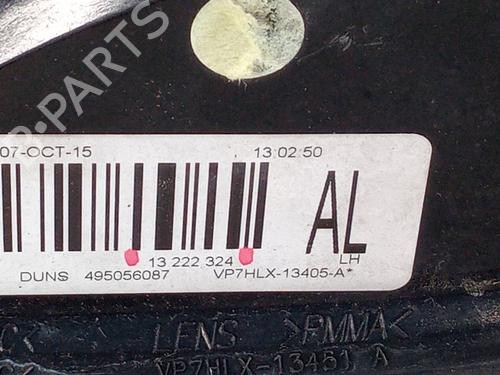 B-PARTS
07-OCT-15 13:02:50
AL
13 222 324 LH
DUNS 495056087 VP7HLX-13405-A*
LENS >PMMA<
VP7HLX-13451 A